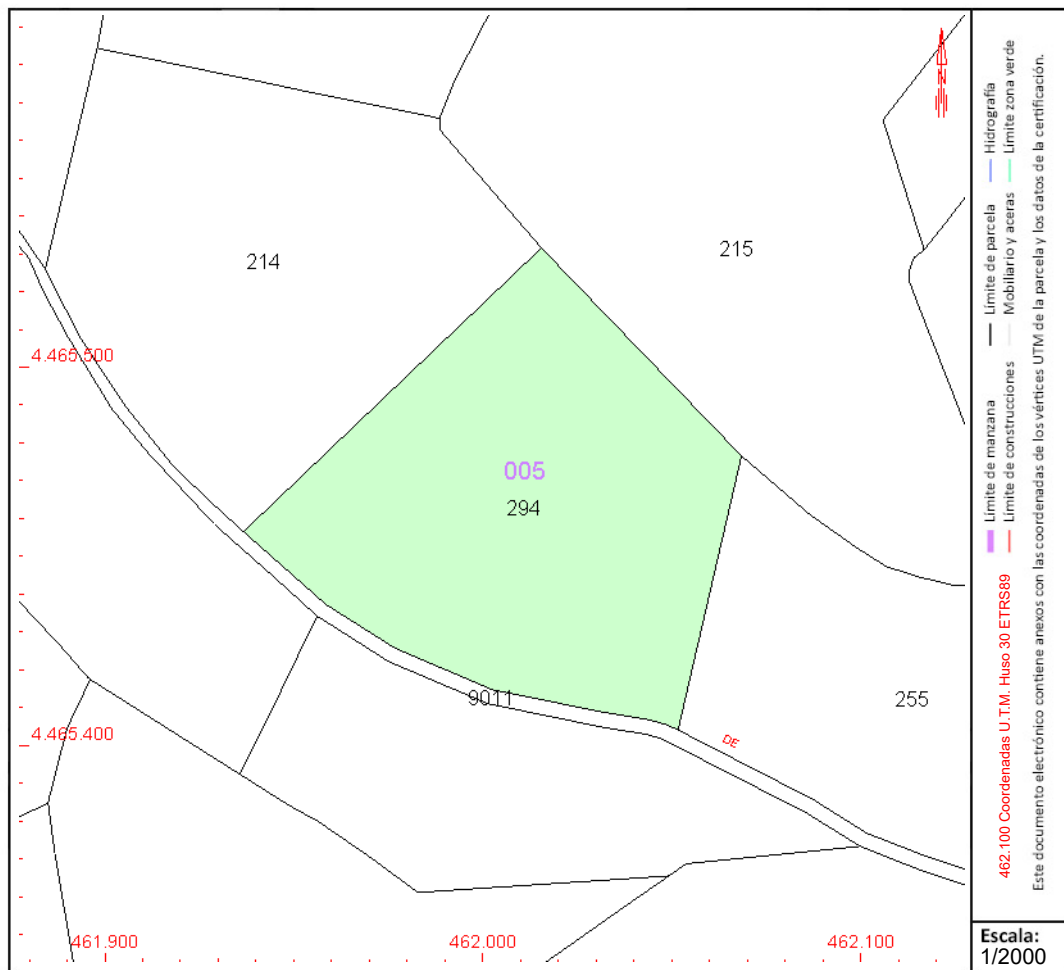 214
215
4.465.500
005
294
9011
255
DE
4.465.400
461.900
462.000
462.100
N
Límite de manzana
Límite de parcela
Hidrografía
Límite de construcciones
Mobiliario y aceras
Límite zona verde
462.100 Coordenadas U.T.M. Huso 30 ETRS89
Este documento electrónico contiene anexos con las coordenadas de los vértices UTM de la parcela y los datos de la certificación.
Escala:
1/2000